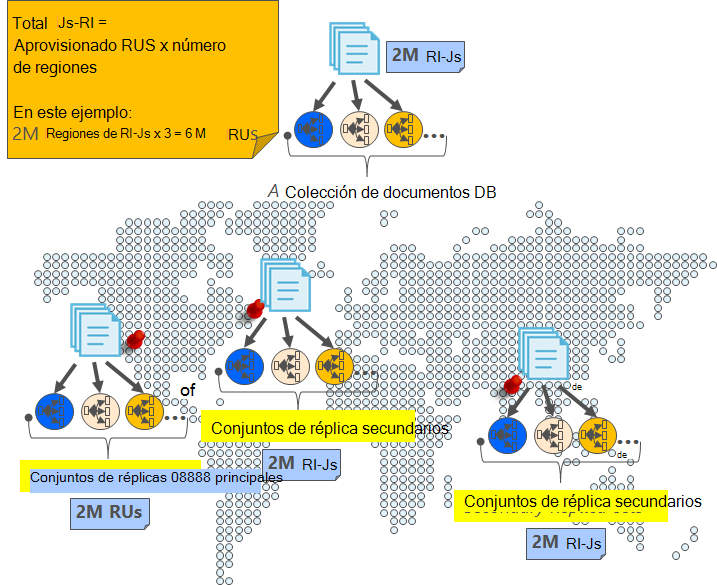 Total Js-RI =
Aprovisionado RUS x número
de regiones
En este ejemplo:
2M Regiones de RI-Js x 3 = 6 M RUS
2M RI-Js
A Colección de documentos DB
of
Conjuntos de réplica secundarios
2M RI-Js
Conjuntos de réplicas 08888 principales
2M RUs
de
de
Conjuntos de réplica secundarios
2M RI-Js